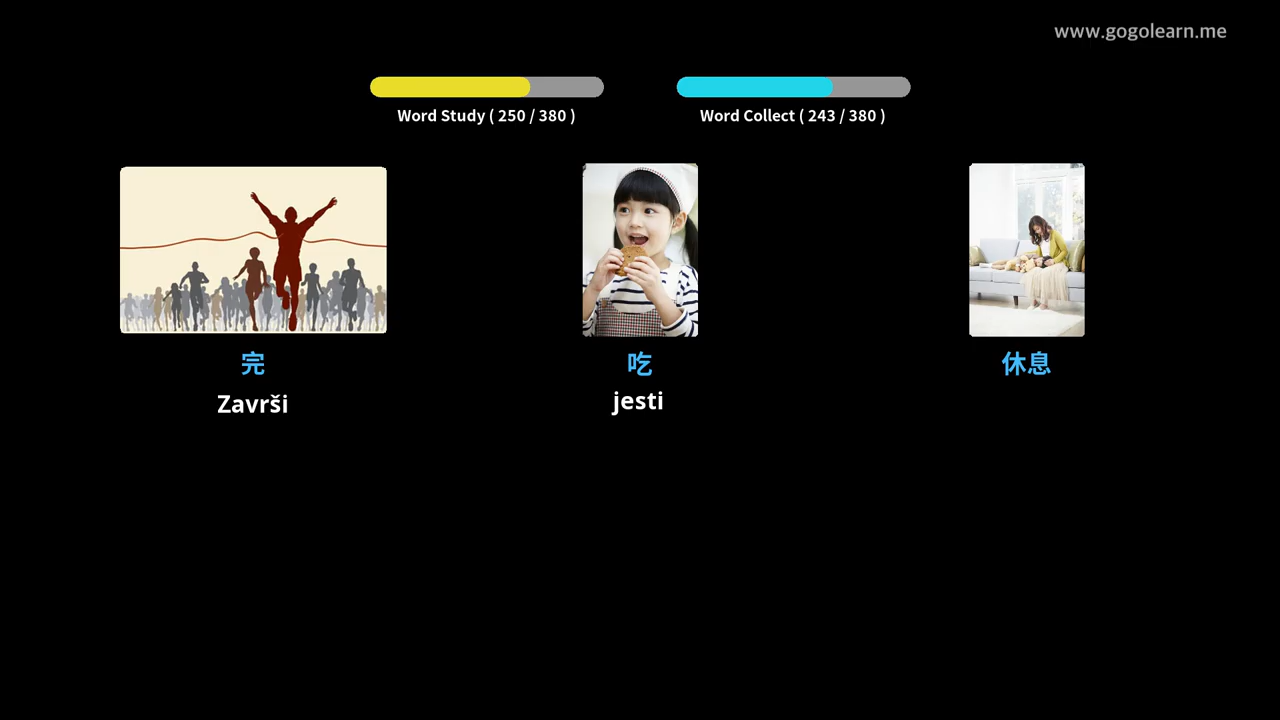 www.gogolearn.me
Word Study ( 250 / 380 )
Word Collect ( 243 / 380 )
完
吃
休息
Završi
jesti